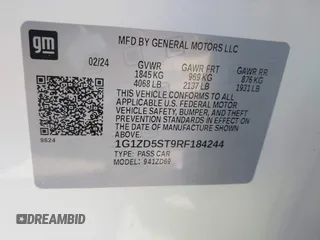 gm
MFD BY GENERAL MOTORS LLC
02/24 GVWR GAWR FRT GAWR RR
1845 KG 969 KG 876 KG
4068 LB 2137 LB 1931 LB
THIS VEHICLE CONFORMS TO ALL APPLICABLE
U.S. FEDERAL MOTOR VEHICLE SAFETY, BUMPER,
AND THEFT PREVENTION STANDARDS IN EFFECT
ON THE DATE OF MANUFACTURE SHOWN ABOVE.
1G1ZD5ST9RF184244
TYPE: PASS CAR
MODEL: 941ZD69
DREAMBID